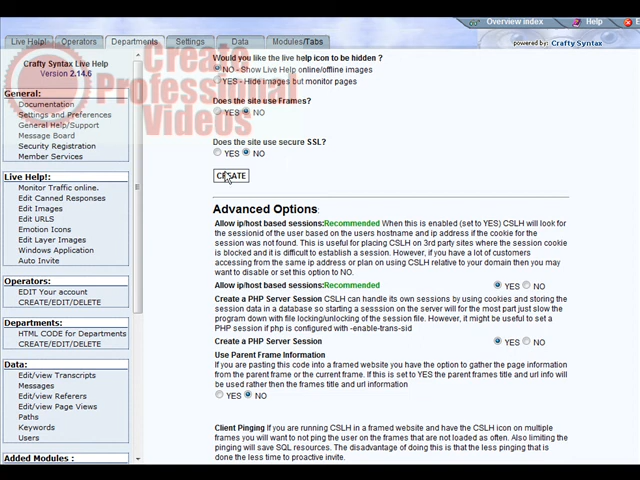 Overview index
Help
E
Live Help!
Operators
Departments
Settings
Data
Modules/Tabs
powered by: Crafty Syntax
Create
Professional
Videos
Crafty Syntax Live Help
Version 2.14.6
General:
Documentation
Settings and Preferences
General Help/Support
Message Board
Security Registration
Member Services
Live Help!:
Monitor Traffic online.
Edit Canned Responses
Edit Images
Edit URLS
Emotion Icons
Edit Layer Images
Windows Application
Auto Invite
Operators:
EDIT Your account
CREATE/EDIT/DELETE
Departments:
HTML CODE for Departments
CREATE/EDIT/DELETE
Data:
Edit/view Transcripts
Messages
Edit/view Referers
Edit/view Page Views
Paths
Keywords
Users
Added Modules :
Would you like the live help icon to be hidden ?
NO - Show Live Help online/offline images
YES - Hide images but monitor pages
Does the site use Frames?
YES NO
Does the site use secure SSL?
YES NO
CREATE
Advanced Options:
Allow ip/host based sessions:Recommended When this is enabled (set to YES) CSLH will look for
the sessionid of the user based on the users hostname and ip address if the cookie for the
session was not found. This is useful for placing CSLH on 3rd party sites where the session cookie
is blocked and it is difficult to establish a session. However, if you have a lot of customers
accessing from the same ip address or plan on using CSLH relative to your domain then you may
want to disable or set this option to NO.
Allow ip/host based sessions:Recommended YES NO
Create a PHP Server Session CSLH can handle its own sessions by using cookies and storing the
session data in a database so starting a sesssion on the server will for the most part just slow the
program down with file locking/unlocking of the session file. However, it might be useful to set a
PHP session if php is configured with -enable-trans-sid
Create a PHP Server Session YES NO
Use Parent Frame Information
If you are pasting this code into a framed website you have the option to gather the page information
from the parent frame or the current frame. If this is set to YES the parent frames title and url info will
be used rather then the frames title and url information
YES NO
Client Pinging If you are running CSLH in a framed website and have the CSLH icon on multiple
frames you will want to not ping the user on the frames that are not loaded as often. Also limiting the
pinging will save SQL resources. The disadvantage of doing this is that the less pinging that is
done the less time to proactive invite.